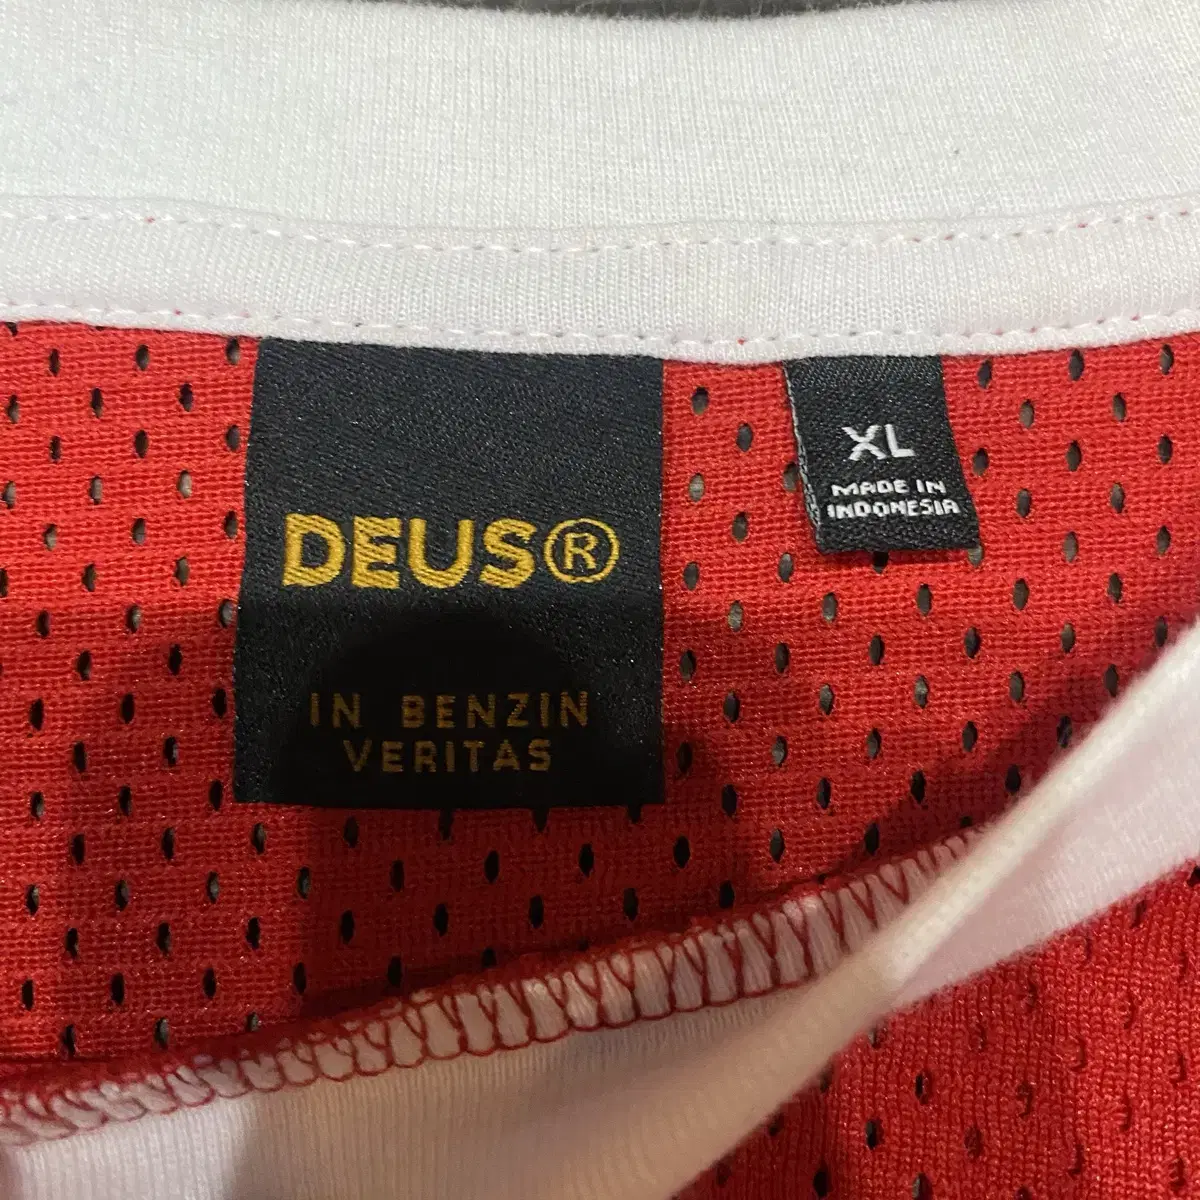 DEUS®
IN BENZIN
VERITAS
XL
MADE IN
INDONESIA